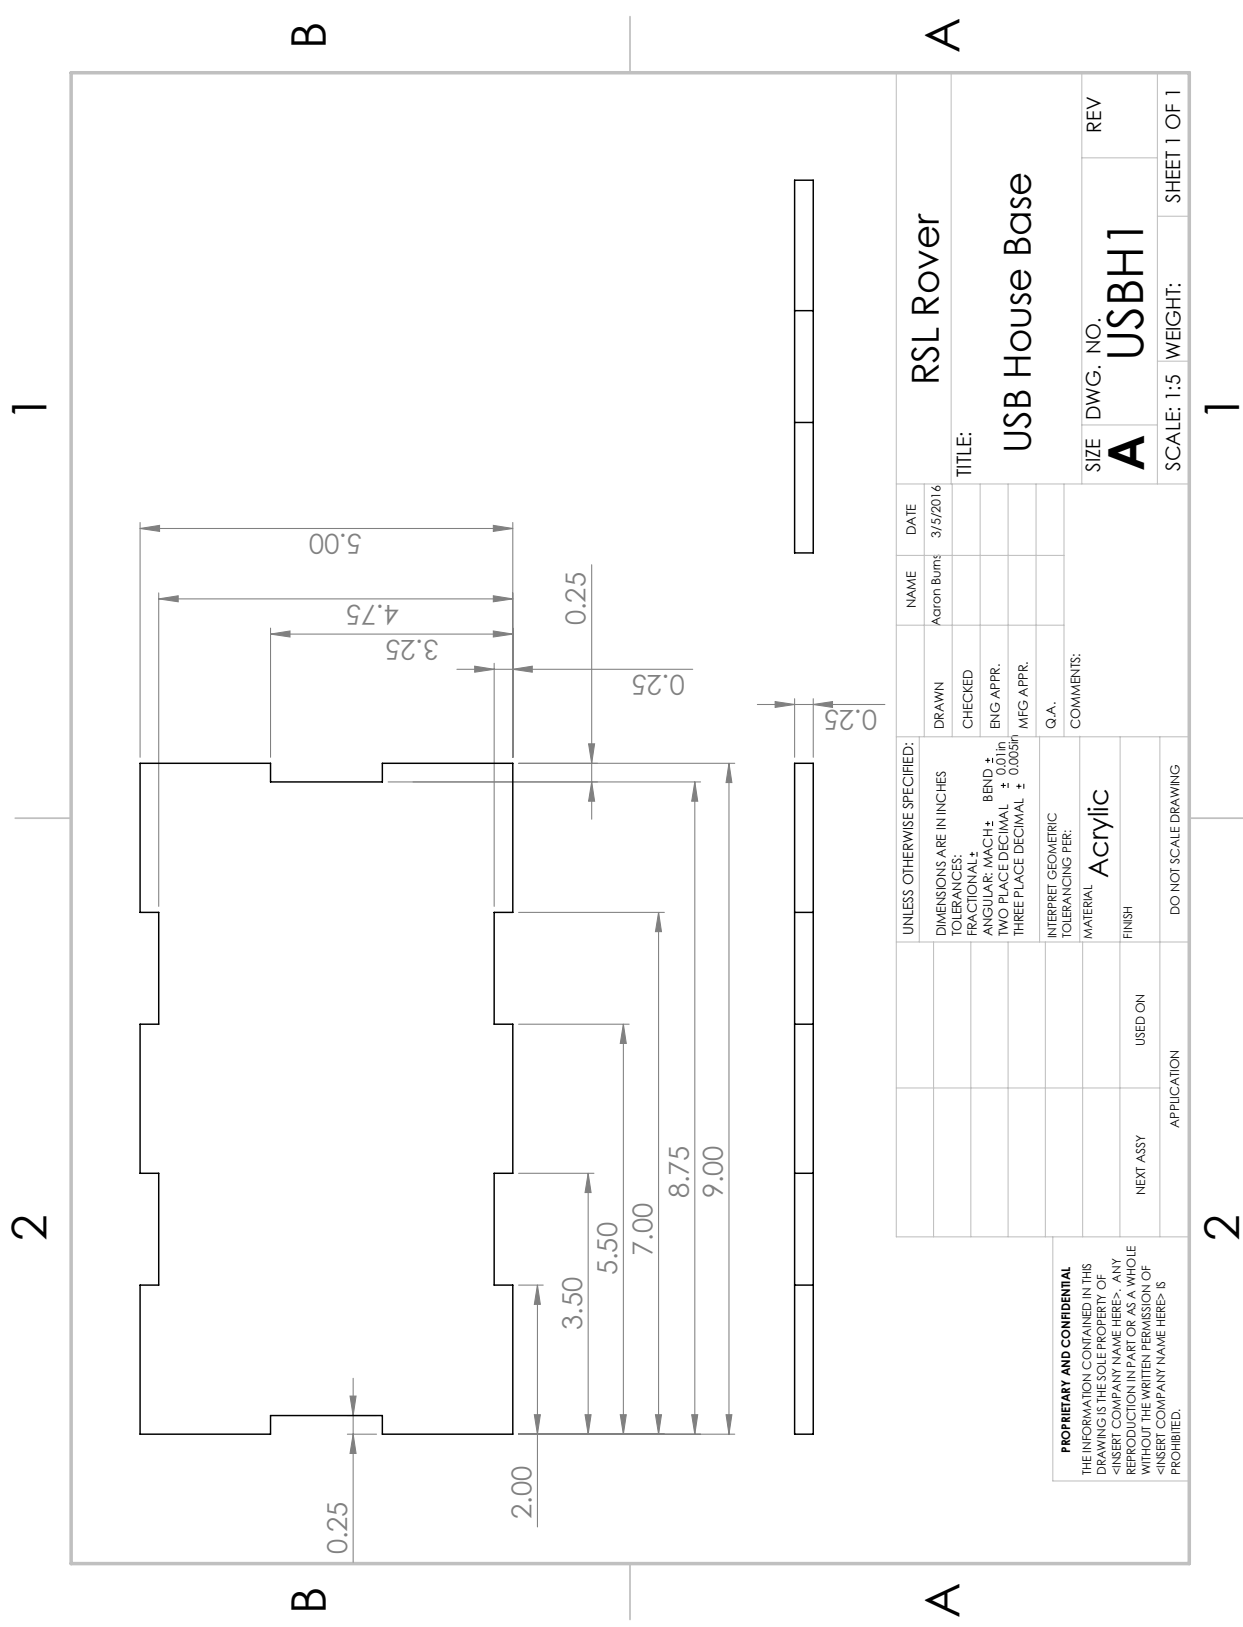 2
1
B
B
A
A
2
1
5.00
4.75
3.25
0.25
0.25
0.25
2.00
3.50
5.50
7.00
8.75
9.00
0.25
PROPRIETARY AND CONFIDENTIAL
THE INFORMATION CONTAINED IN THIS
DRAWING IS THE SOLE PROPERTY OF
<INSERT COMPANY NAME HERE>. ANY
REPRODUCTION IN PART OR AS A WHOLE
WITHOUT THE WRITTEN PERMISSION OF
<INSERT COMPANY NAME HERE> IS
PROHIBITED.
NEXT ASSY
USED ON
APPLICATION
UNLESS OTHERWISE SPECIFIED:
DIMENSIONS ARE IN INCHES
TOLERANCES:
FRACTIONAL ±
ANGULAR: MACH ± BEND ±
TWO PLACE DECIMAL ± 0.01in
THREE PLACE DECIMAL ± 0.005in
INTERPRET GEOMETRIC
TOLERANCING PER:
MATERIAL
Acrylic
FINISH
DO NOT SCALE DRAWING
NAME DATE
DRAWN Aaron Burns 3/5/2016
CHECKED
ENG APPR.
MFG APPR.
Q.A.
COMMENTS:
RSL Rover
TITLE:
USB House Base
SIZE DWG. NO. REV
A USBH1
SCALE: 1:5 WEIGHT: SHEET 1 OF 1